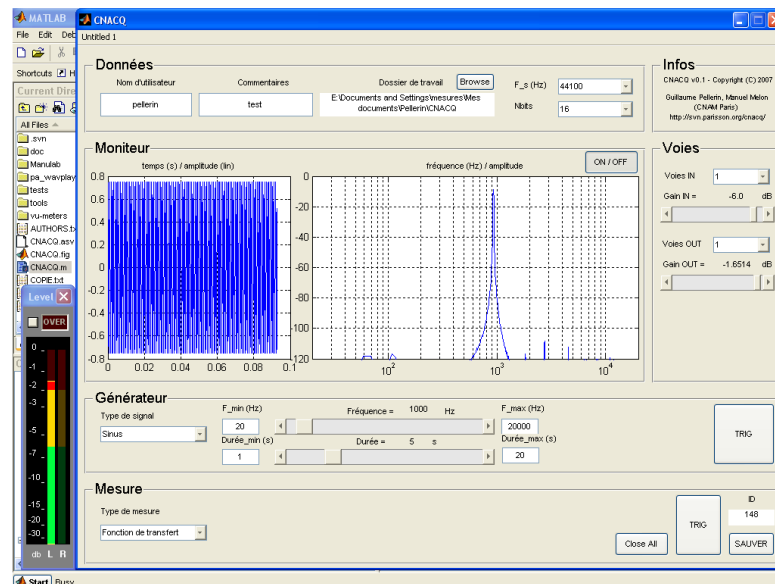 MATLAB
CNACQ
File Edit Deb
Untitled 1
Shortcuts
Current Dire
All Files
.svn
doc
Manulab
pa_wavplay
tests
tools
vu-meters
AUTHORS.tx
CNACQ.asv
CNACQ.fig
CNACQ.m
COPIE.txt
Données
Nom d'utilisateur
Commentaires
Dossier de travail
Browse
F_s (Hz)
44100
pellerin
test
E:\Documents and Settings\mesures\Mes
documents\Pellerin\CNACQ
Nbits
16
Infos
CNACQ v0.1 - Copyright (C) 2007
Guillaume Pellerin, Manuel Melon
(CNAM Paris)
http://svn.parisson.org/cnacq/
Moniteur
temps (s) / amplitude (lin)
fréquence (Hz) / amplitude
ON / OFF
0.8
0.6
0.4
0.2
0
-0.2
-0.4
-0.6
-0.8
0 0.02 0.04 0.06 0.08 0.1
0
-20
-40
-80
-100
-120
10^2 10^3 10^4
Voies
Voies IN
1
Gain IN = -6.0 dB
Voies OUT
1
Gain OUT = -1.6514 dB
Level
OVER
0
-1
-2
-3
-5
-7
-10
-15
-20
-30
db L R
Générateur
Type de signal
Sinus
F_min (Hz)
20
Fréquence = 1000 Hz
F_max (Hz)
20000
Durée_min (s)
1
Durée = 5 s
Durée_max (s)
20
TRIG
Mesure
Type de mesure
Fonction de transfert
Close All
TRIG
ID
148
SAUVER
Start Busy